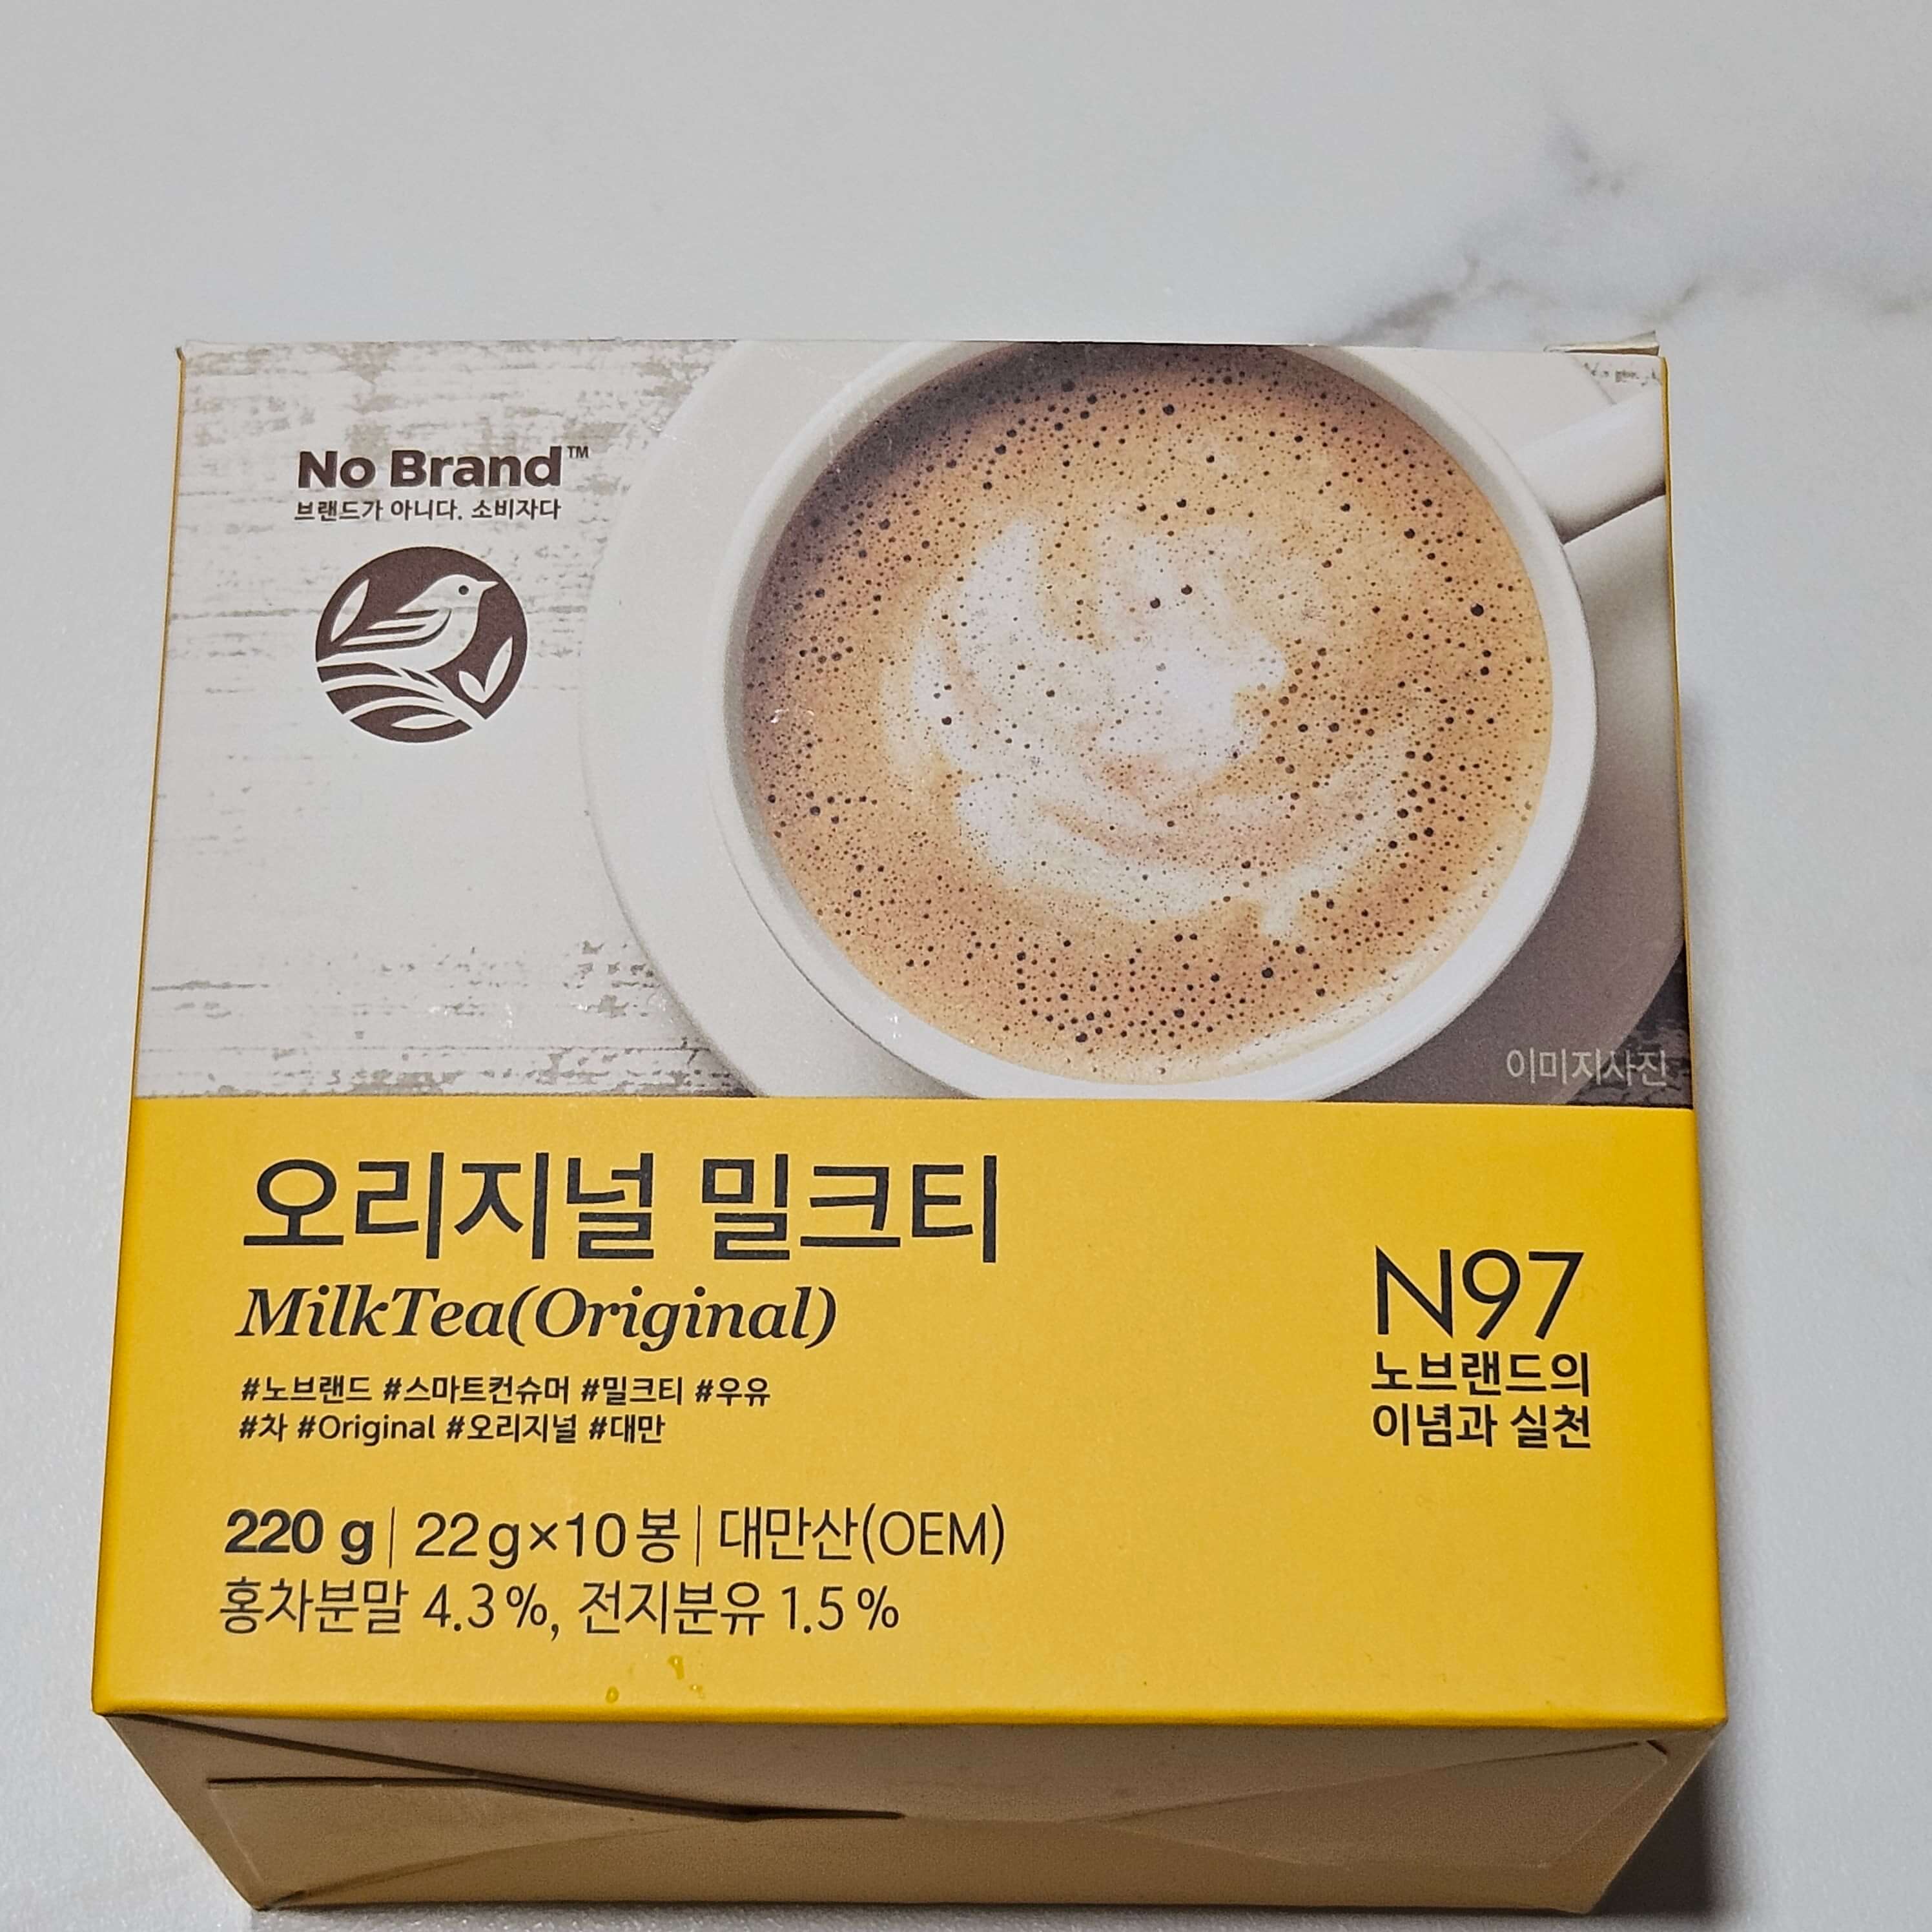 No Brand™
브랜드가 아니다. 소비자다
이미지사진
오리지널 밀크티
MilkTea(Original)
#노브랜드 #스마트컨슈머 #밀크티 #우유
#차 #Original #오리지널 #대만
N97
노브랜드의
이념과 실천
220 g | 22g×10봉 | 대만산(OEM)
홍차분말 4.3%, 전지분유 1.5%